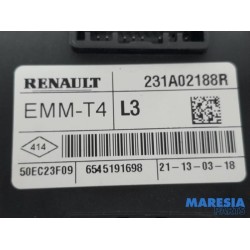 RENAULT 231A02188R
EMM-T4 L3
414
50EC23F09 6545191698 21-13-03-18
MARESIA